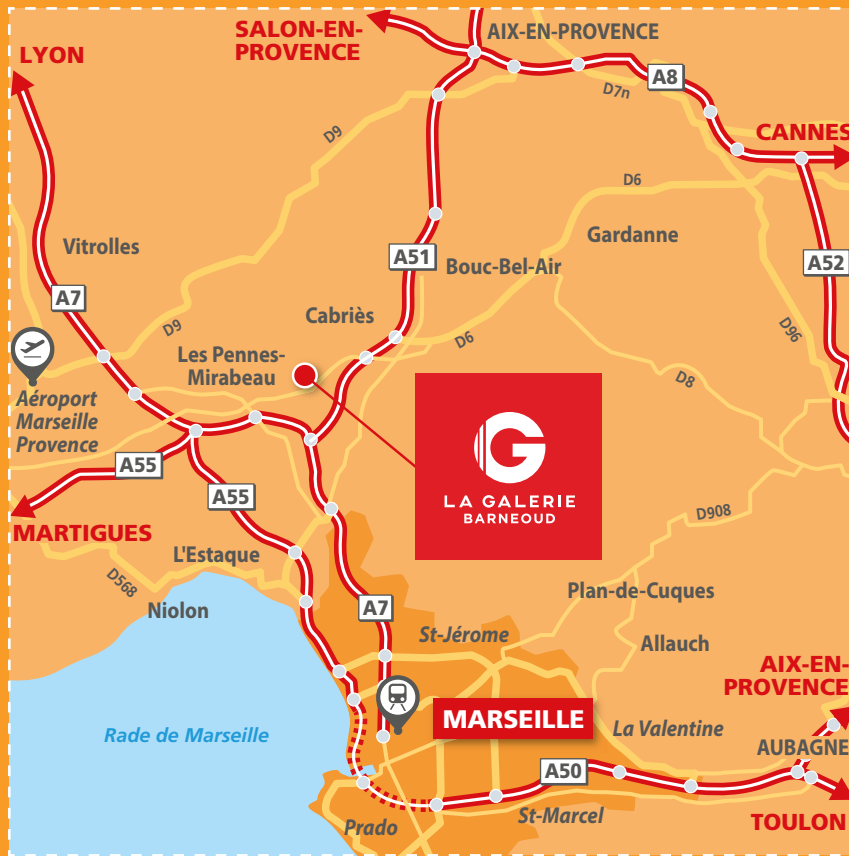 SALON-EN-
PROVENCE
AIX-EN-PROVENCE
LYON
A8
D7n
D9
CANNES
D6
Gardanne
Vitrolles
A51
Bouc-Bel-Air
A52
A7
Cabriès
D9
D6
D96
Les Pennes-
Mirabeau
D8
Aéroport
Marseille
Provence
G
LA GALERIE
BARNEOUD
A55
A55
D908
MARTIGUES
L'Estaque
D568
Niolon
Plan-de-Cuques
A7
St-Jérome
Allauch
AIX-EN-
PROVENCE
MARSEILLE
La Valentine
Rade de Marseille
AUBAGNE
A50
St-Marcel
Prado
TOULON